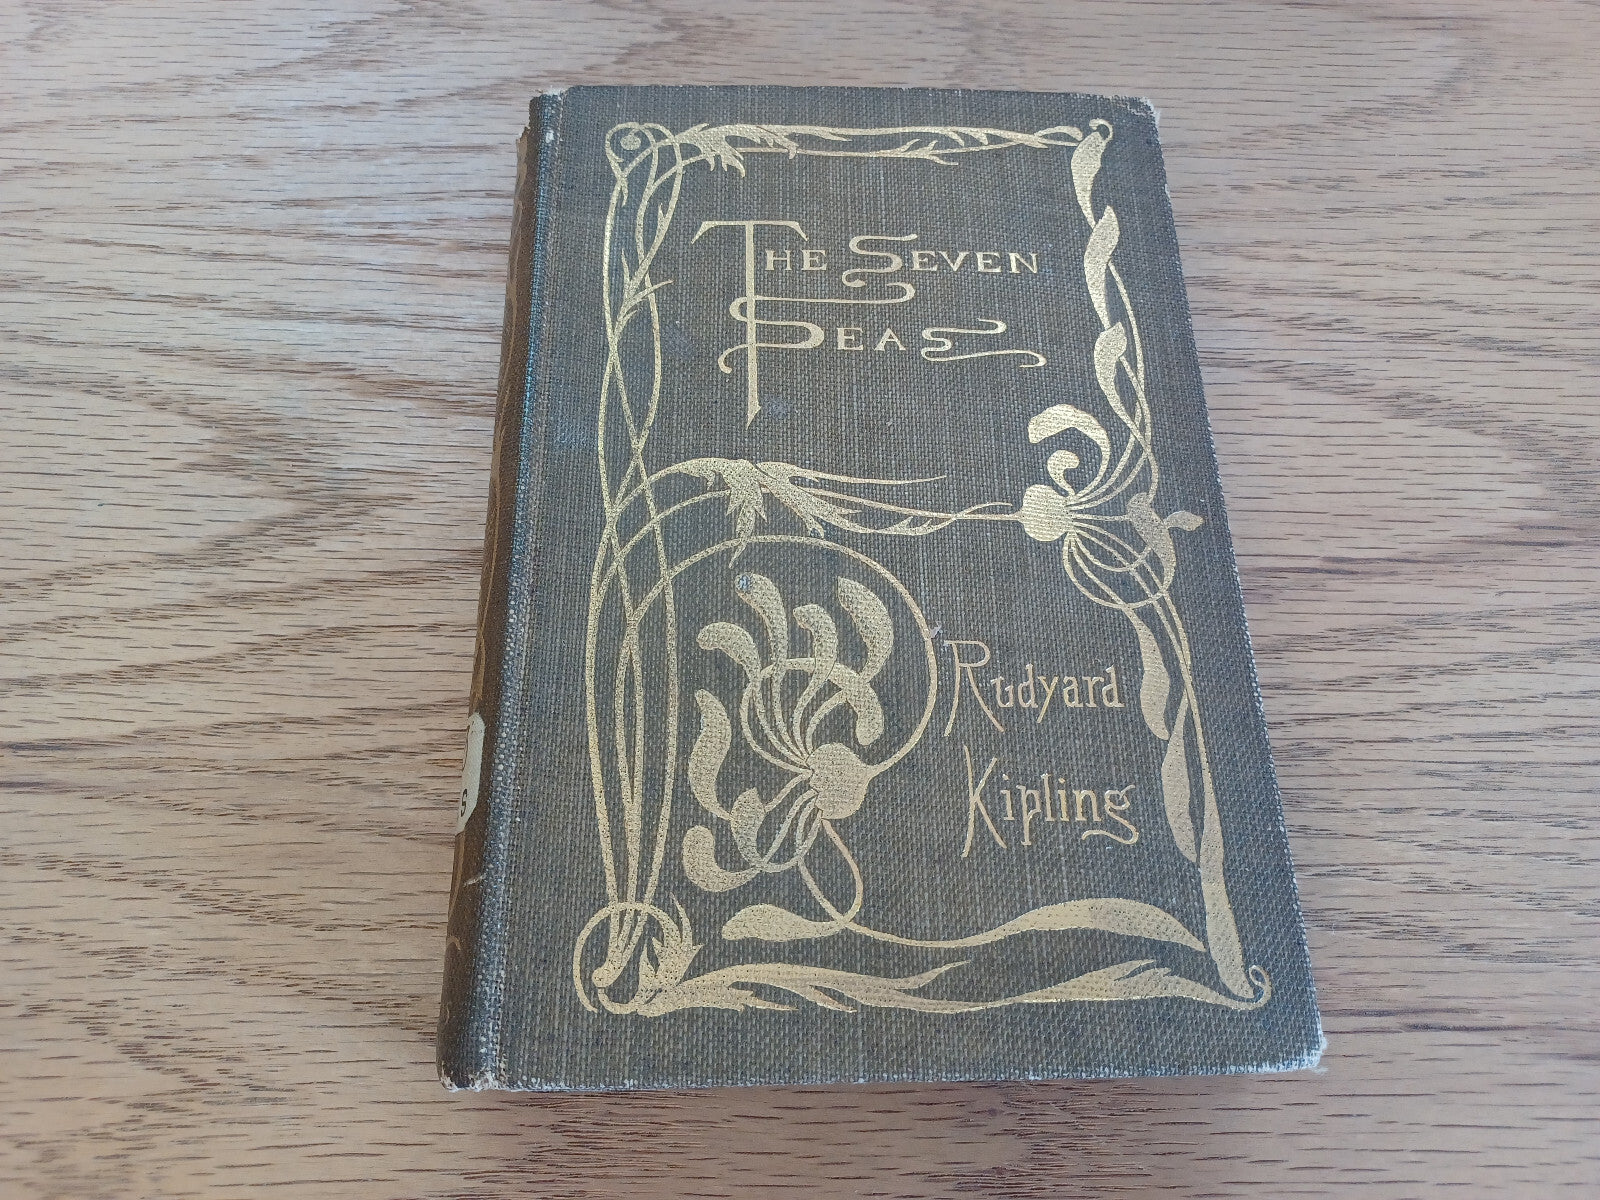 THE SEVEN
SEAS
Rudyard
Kipling
S